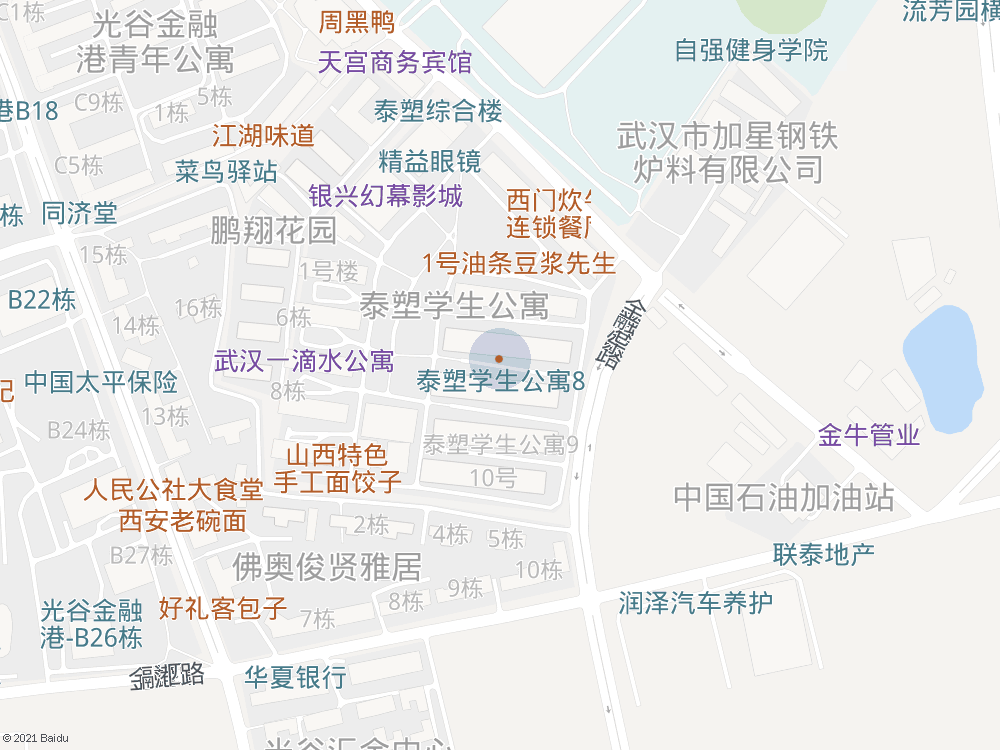 C1栋
光谷金融
港青年公寓
周黑鸭
流芳园横
天宫商务宾馆
自强健身学院
C9栋
5栋
1栋
港B18
泰塑综合楼
江湖味道
武汉市加星钢铁
炉料有限公司
C5栋
菜鸟驿站
精益眼镜
银兴幻幕影城
西门炊牛
连锁餐厅
栋
同济堂
鹏翔花园
15栋
1号油条豆浆先生
1号楼
B22栋
泰塑学生公寓
16栋
6栋
14栋
武汉一滴水公寓
中国太平保险
8栋
泰塑学生公寓8
记
13栋
B24栋
金牛管业
泰塑学生公寓9
山西特色
手工面饺子
10号
人民公社大食堂
中国石油加油站
西安老碗面
2栋
4栋
5栋
B27栋
联泰地产
佛奥俊贤雅居
10栋
9栋
8栋
光谷金融
港-B26栋
好礼客包子
7栋
润泽汽车养护
华夏银行
光谷汇金中心
© 2021 Baidu